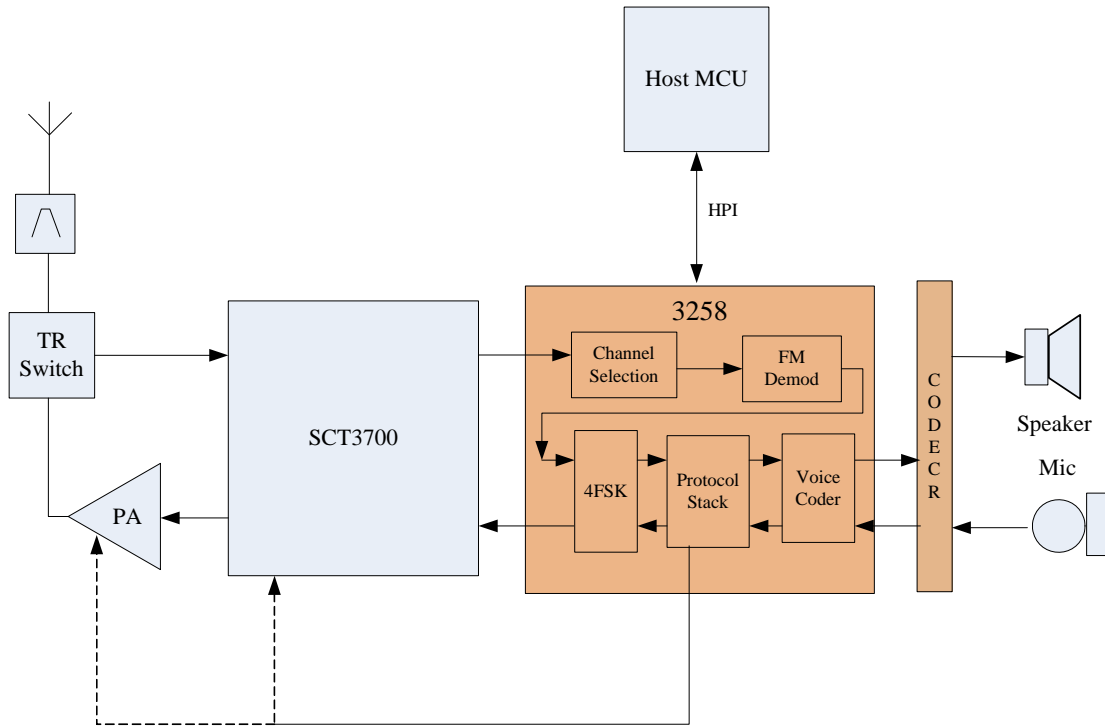 Host MCU
HPI
TR
Switch
SCT3700
PA
3258
Channel
Selection
FM
Demod
4FSK
Protocol
Stack
Voice
Coder
C
O
D
E
C
R
Speaker
Mic